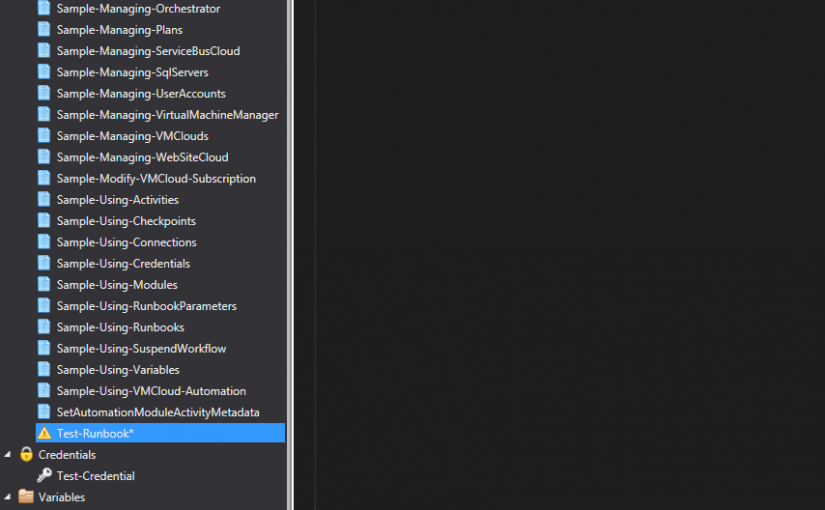 Sample-Managing-Orchestrator
Sample-Managing-Plans
Sample-Managing-ServiceBusCloud
Sample-Managing-SqlServers
Sample-Managing-UserAccounts
Sample-Managing-VirtualMachineManager
Sample-Managing-VMClouds
Sample-Managing-WebSiteCloud
Sample-Modify-VMCloud-Subscription
Sample-Using-Activities
Sample-Using-Checkpoints
Sample-Using-Connections
Sample-Using-Credentials
Sample-Using-Modules
Sample-Using-RunbookParameters
Sample-Using-Runbooks
Sample-Using-SuspendWorkflow
Sample-Using-Variables
Sample-Using-VMCloud-Automation
SetAutomationModuleActivityMetadata
Test-Runbook*
Credentials
Test-Credential
Variables